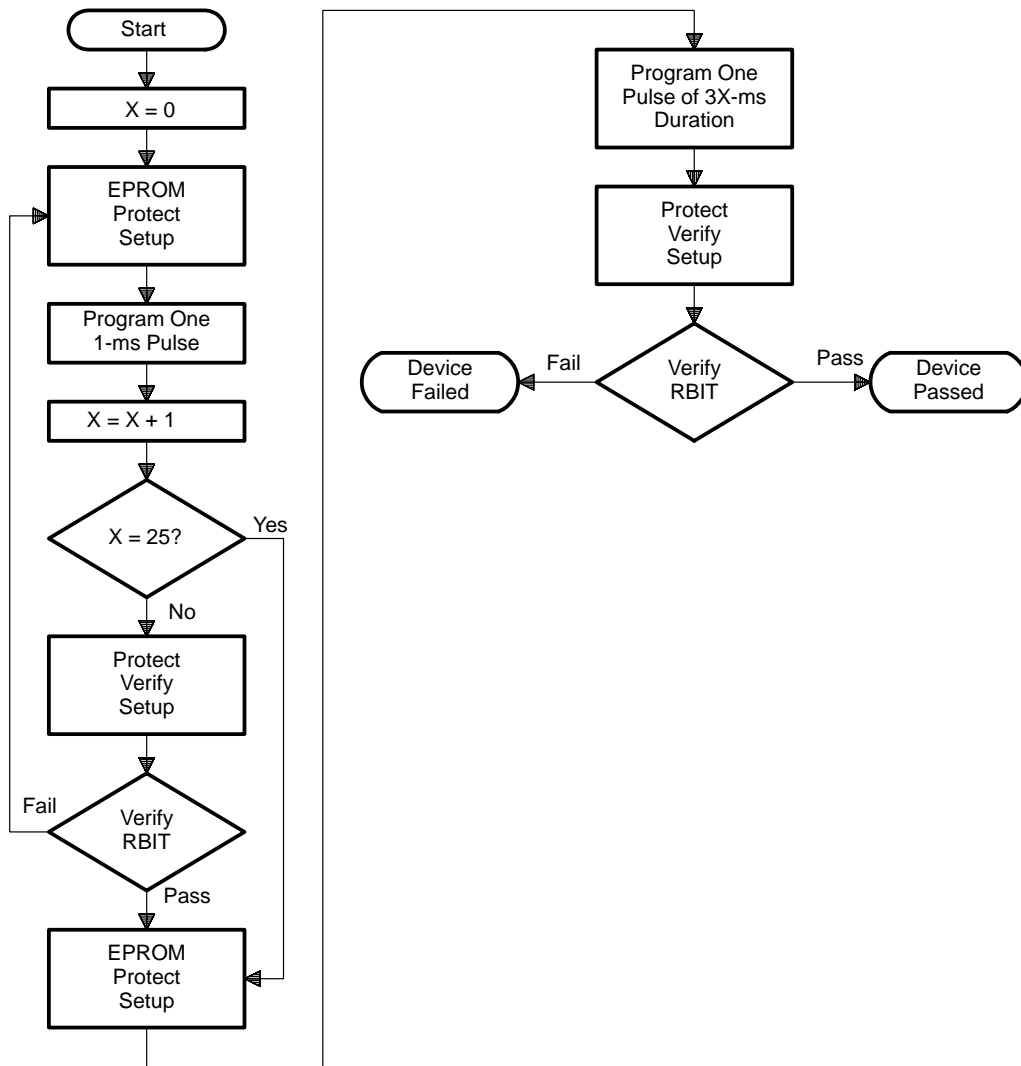 Start
X = 0
EPROM
Protect
Setup
Program One
1-ms Pulse
X = X + 1
X = 25?
Yes
No
Protect
Verify
Setup
Fail
Verify
RBIT
Pass
EPROM
Protect
Setup
Program One
Pulse of 3X-ms
Duration
Protect
Verify
Setup
Device
Failed
Fail
Verify
RBIT
Pass
Device
Passed